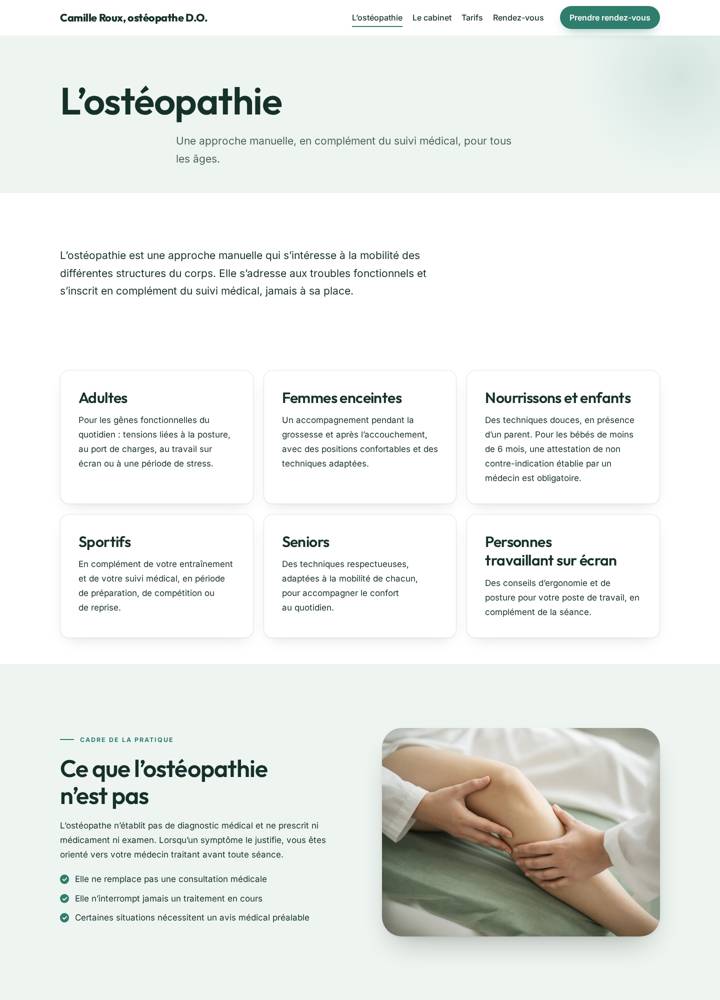 Camille Roux, ostéopathe D.O.
L’ostéopathie
Le cabinet
Tarifs
Rendez-vous
Prendre rendez-vous
L’ostéopathie
Une approche manuelle, en complément du suivi médical, pour tous
les âges.
L’ostéopathie est une approche manuelle qui s’intéresse à la mobilité des
différentes structures du corps. Elle s’adresse aux troubles fonctionnels et
s’inscrit en complément du suivi médical, jamais à sa place.
Adultes
Pour les gênes fonctionnelles du
quotidien : tensions liées à la posture,
au port de charges, au travail sur
écran ou à une période de stress.
Femmes enceintes
Un accompagnement pendant la
grossesse et après l’accouchement,
avec des positions confortables et des
techniques adaptées.
Nourrissons et enfants
Des techniques douces, en présence
d’un parent. Pour les bébés de moins
de 6 mois, une attestation de non
contre-indication établie par un
médecin est obligatoire.
Sportifs
En complément de votre entraînement
et de votre suivi médical, en période
de préparation, de compétition ou
de reprise.
Seniors
Des techniques respectueuses,
adaptées à la mobilité de chacun,
pour accompagner le confort
au quotidien.
Personnes
travaillant sur écran
Des conseils d’ergonomie et de
posture pour votre poste de travail, en
complément de la séance.
CADRE DE LA PRATIQUE
Ce que l’ostéopathie
n’est pas
L’ostéopathe n’établit pas de diagnostic médical et ne prescrit ni
médicament ni examen. Lorsqu’un symptôme le justifie, vous êtes
orienté vers votre médecin traitant avant toute séance.
Elle ne remplace pas une consultation médicale
Elle n’interrompt jamais un traitement en cours
Certaines situations nécessitent un avis médical préalable